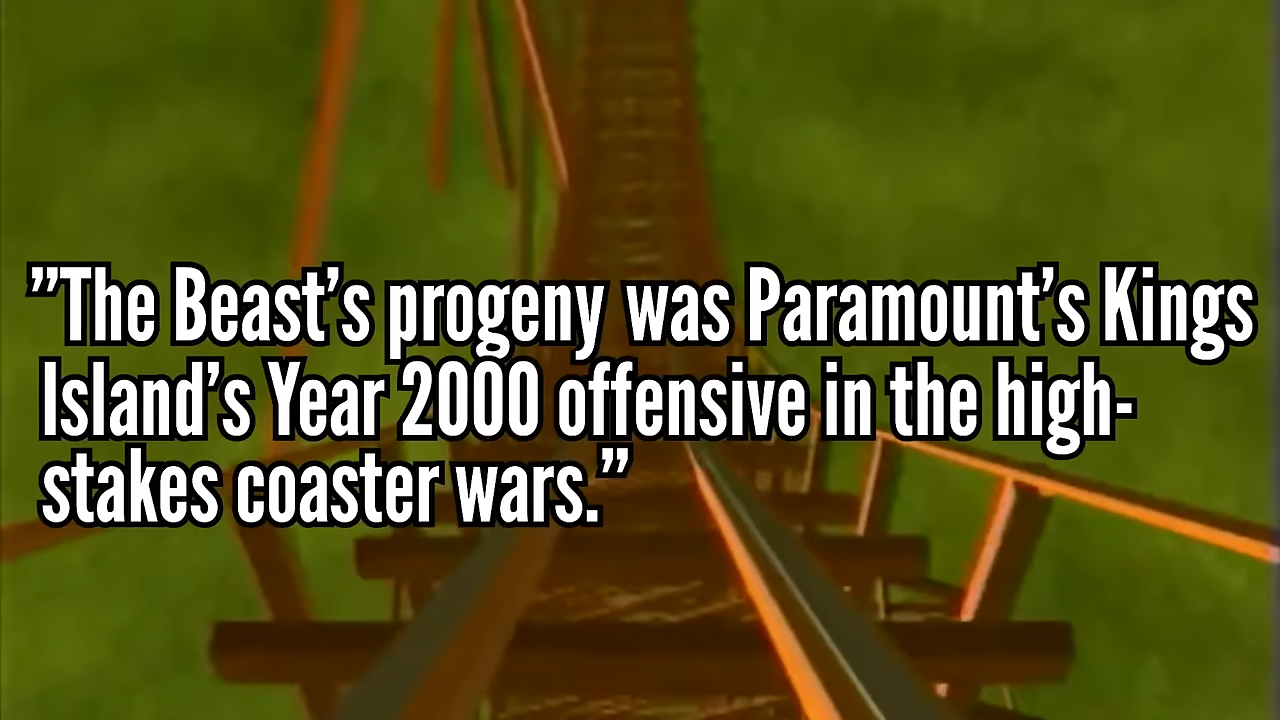 ”The Beast’s progeny was Paramount’s Kings
Island’s Year 2000 offensive in the high-
stakes coaster wars.”